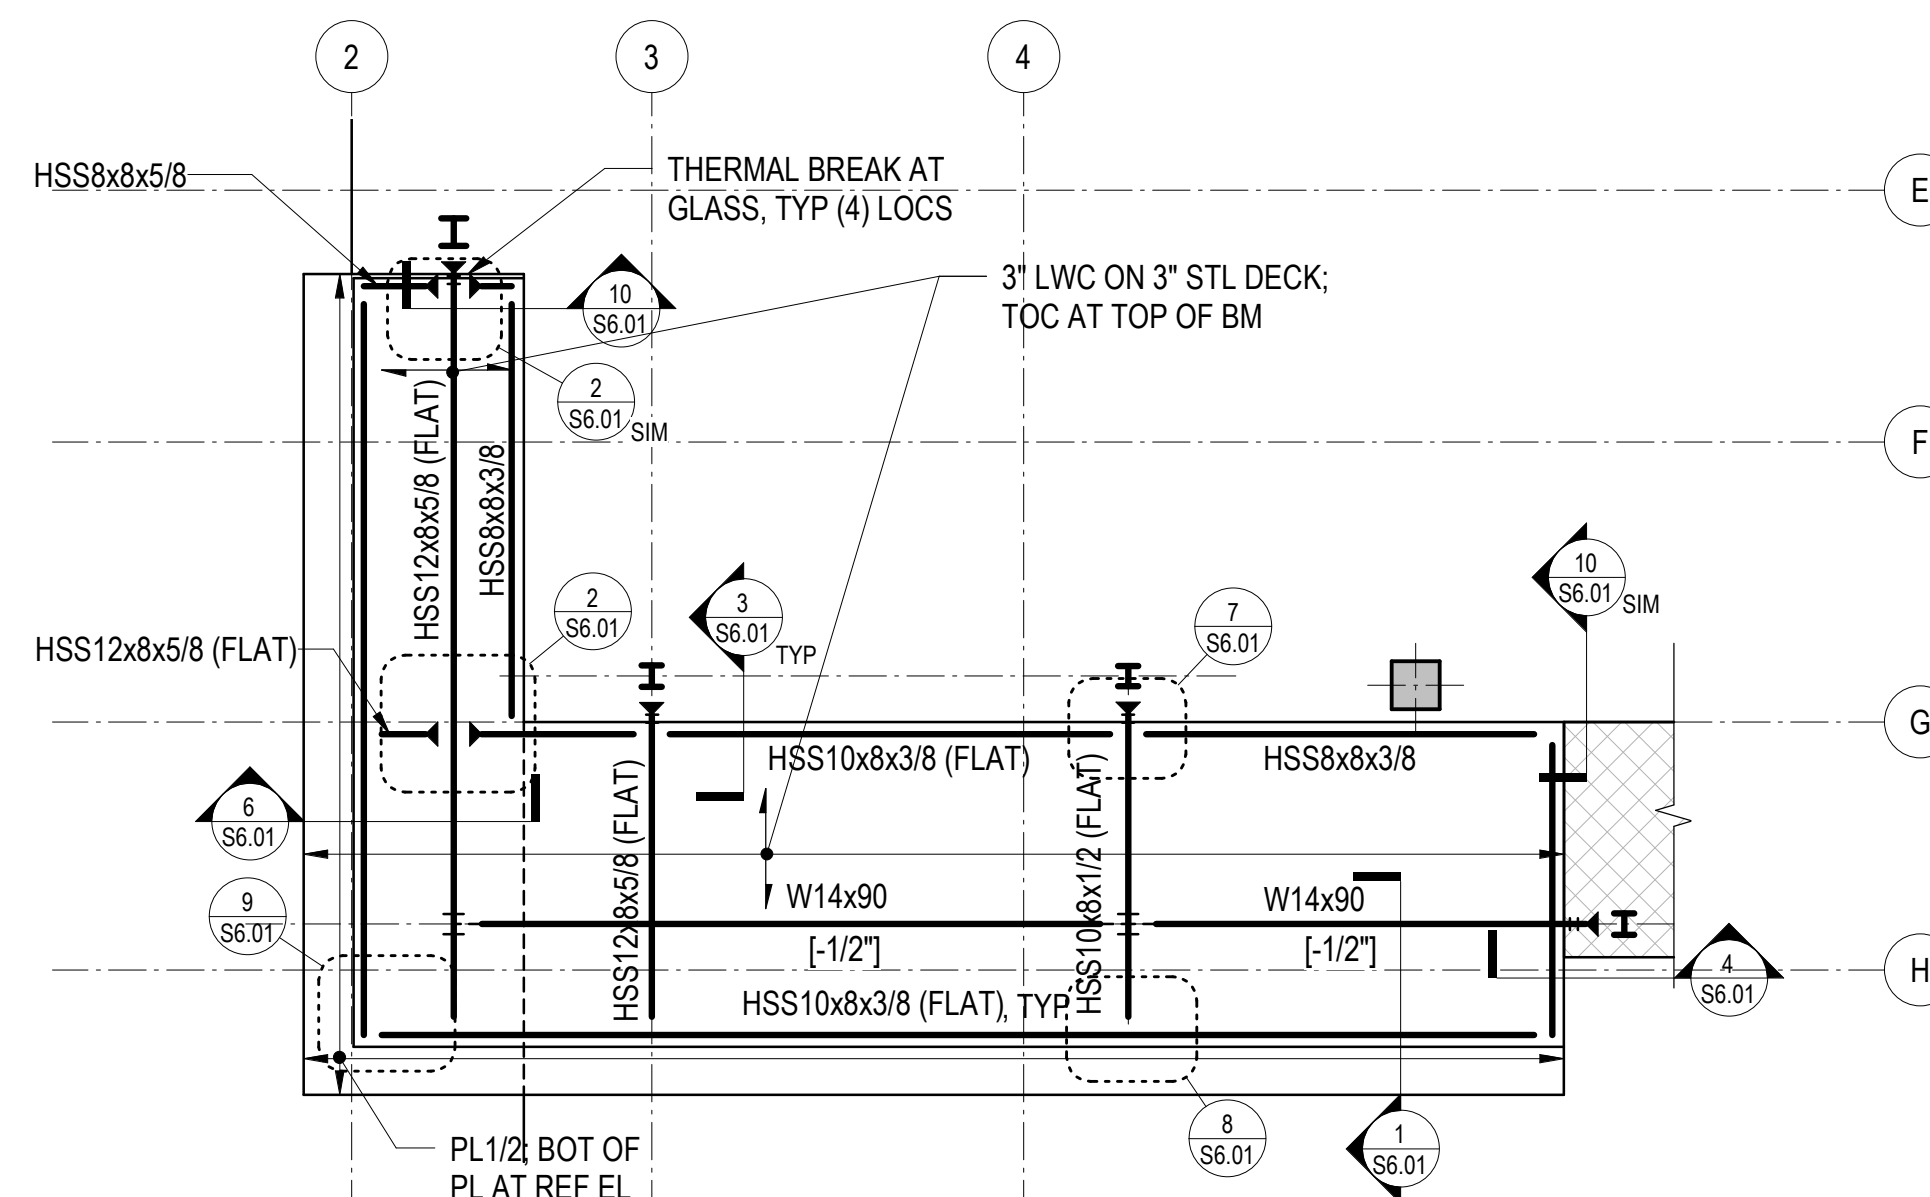 2
3
4
HSS8x8x5/8
THERMAL BREAK AT
GLASS, TYP (4) LOCS
E
10
S6.01
3" LWC ON 3" STL DECK;
TOC AT TOP OF BM
2
S6.01
SIM
HSS12x8x5/8 (FLAT)
HSS8x8x3/8
F
10
S6.01
SIM
2
S6.01
3
S6.01
TYP
7
S6.01
HSS12x8x5/8 (FLAT)
G
HSS10x8x3/8 (FLAT)
HSS8x8x3/8
HSS12x8x5/8 (FLAT)
HSS10x8x1/2 (FLAT)
6
S6.01
W14x90
[-1/2"]
W14x90
[-1/2"]
9
S6.01
4
S6.01
H
HSS10x8x3/8 (FLAT), TYP
8
S6.01
1
S6.01
PL1/2; BOT OF
PL AT REF EL